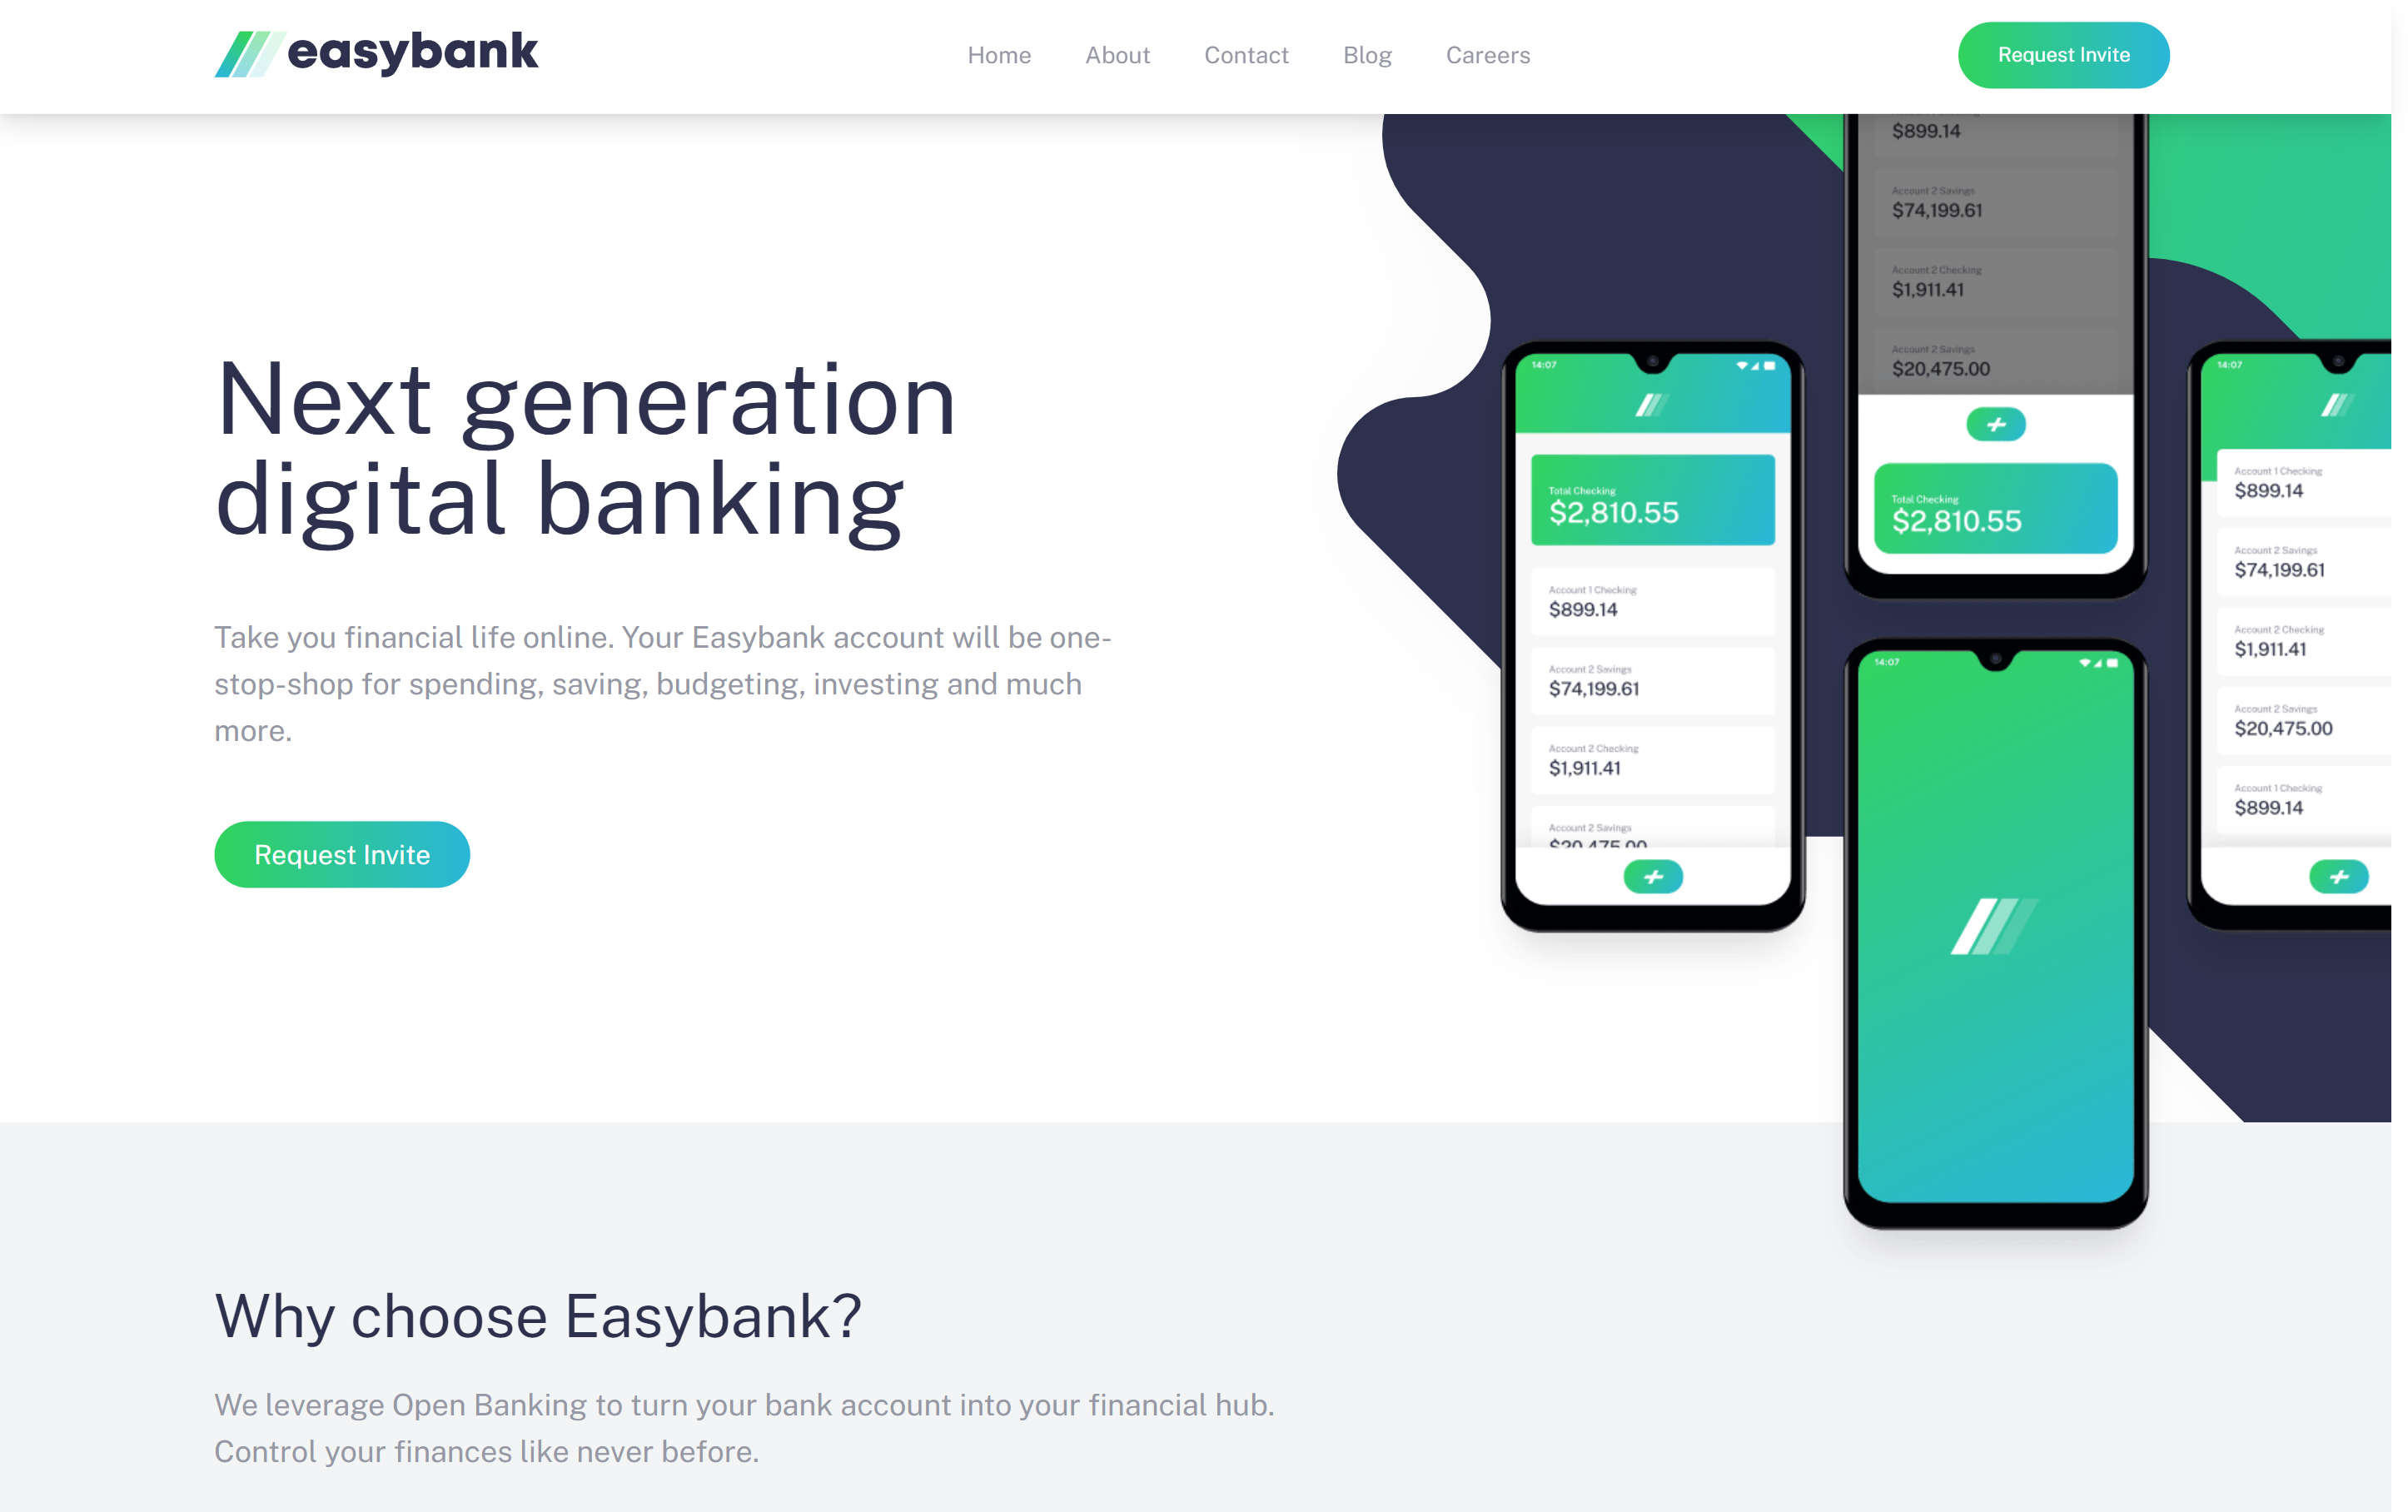 easybank
Home
About
Contact
Blog
Careers
Request Invite
Next generation
digital banking
Take you financial life online. Your Easybank account will be one-
stop-shop for spending, saving, budgeting, investing and much
more.
Request Invite
14:07
Total Checking
$2,810.55
Account 1 Checking
$899.14
Account 2 Savings
$74,199.61
Account 2 Checking
$1,911.41
Account 2 Savings
$20,475.00
$899.14
Account 2 Savings
$74,199.61
Account 2 Checking
$1,911.41
Account 2 Savings
$20,475.00
Total Checking
$2,810.55
14:07
14:07
Account 1 Checking
$899.14
Account 2 Savings
$74,199.61
Account 2 Checking
$1,911.41
Account 2 Savings
$20,475.00
Account 1 Checking
$899.14
Why choose Easybank?
We leverage Open Banking to turn your bank account into your financial hub.
Control your finances like never before.